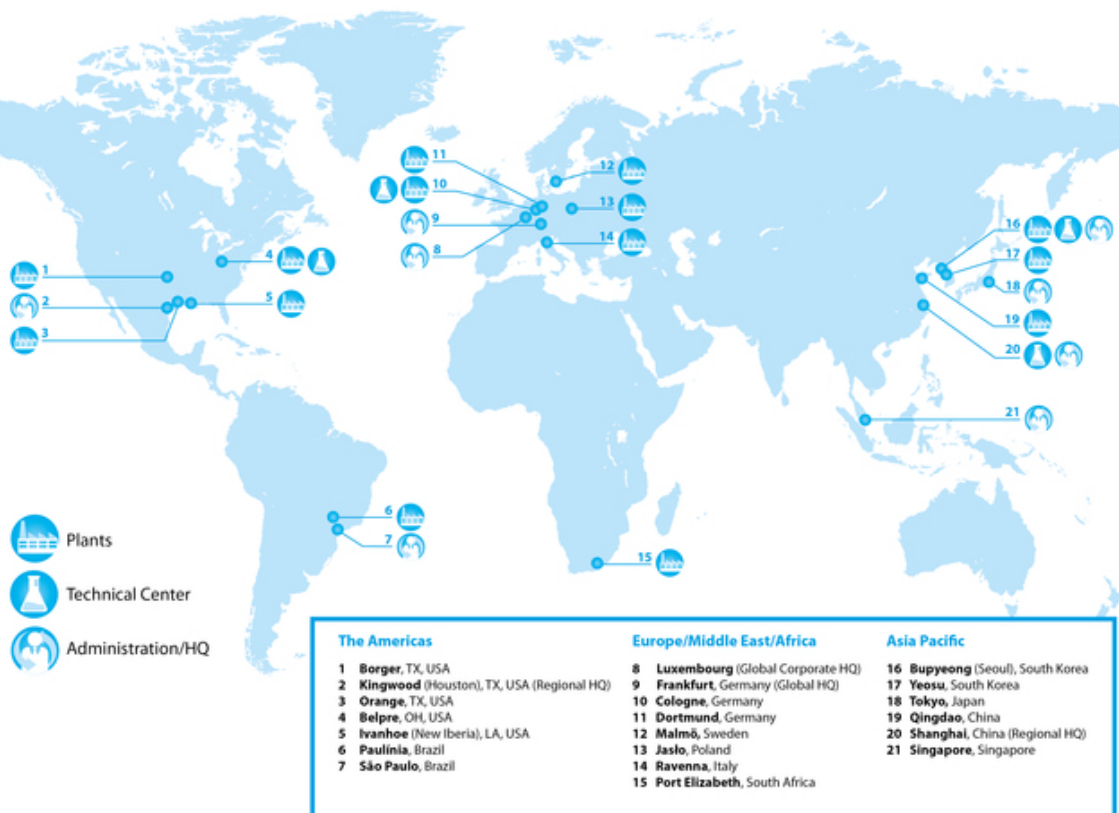 11
12
10
13
9
14
8
16
17
18
19
20
21
4
1
2
5
3
6
7
15
Plants
Technical Center
Administration/HQ
The Americas
1 Borger, TX, USA
2 Kingwood (Houston), TX, USA (Regional HQ)
3 Orange, TX, USA
4 Belpre, OH, USA
5 Ivanhoe (New Iberia), LA, USA
6 Paulínia, Brazil
7 São Paulo, Brazil
Europe/Middle East/Africa
8 Luxembourg (Global Corporate HQ)
9 Frankfurt, Germany (Global HQ)
10 Cologne, Germany
11 Dortmund, Germany
12 Malmö, Sweden
13 Jasło, Poland
14 Ravenna, Italy
15 Port Elizabeth, South Africa
Asia Pacific
16 Bupyeong (Seoul), South Korea
17 Yeosu, South Korea
18 Tokyo, Japan
19 Qingdao, China
20 Shanghai, China (Regional HQ)
21 Singapore, Singapore